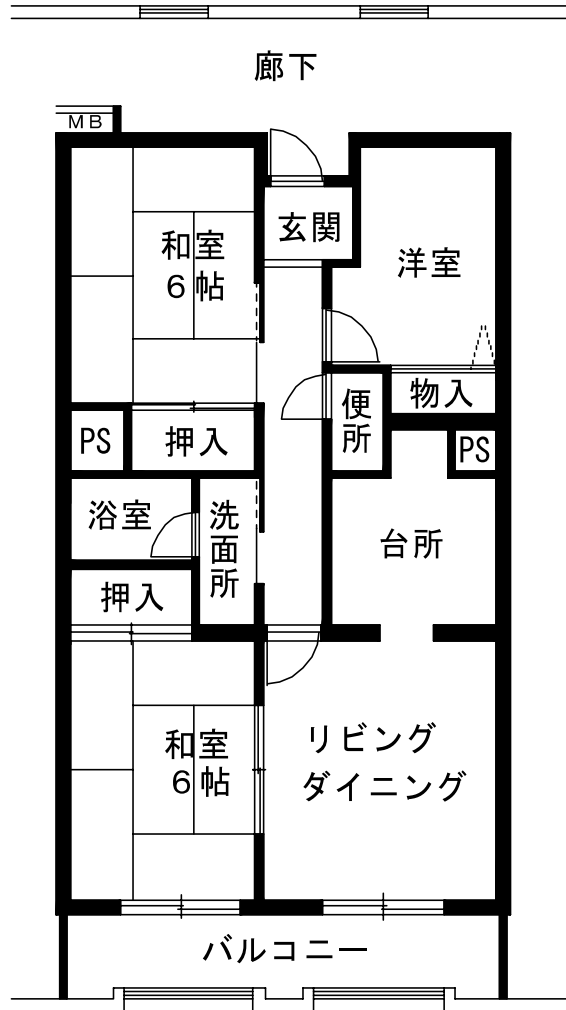 廊下
MB
玄関
和室
6帖
洋室
物入
便
所
PS
押入
PS
浴室
洗
面
所
台所
押入
和室
6帖
リビング
ダイニング
バルコニー